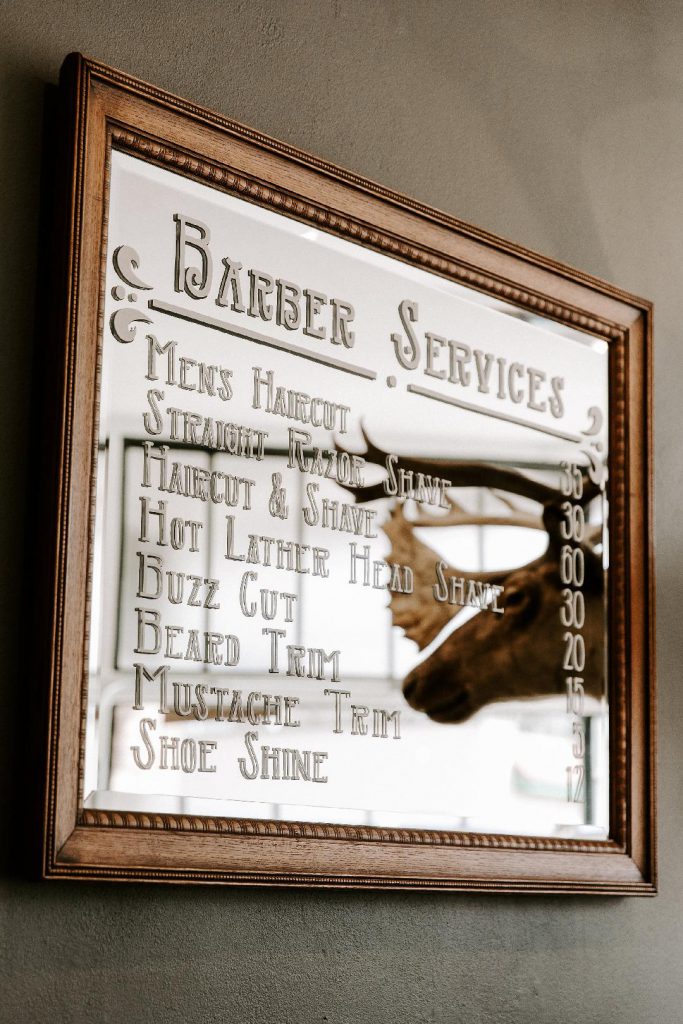 Barber Services
Men's Haircut 35
Straight Razor Shave 30
Haircut & Shave 60
Hot Lather Head Shave 30
Buzz Cut 20
Beard Trim 15
Mustache Trim 5
Shoe Shine 12